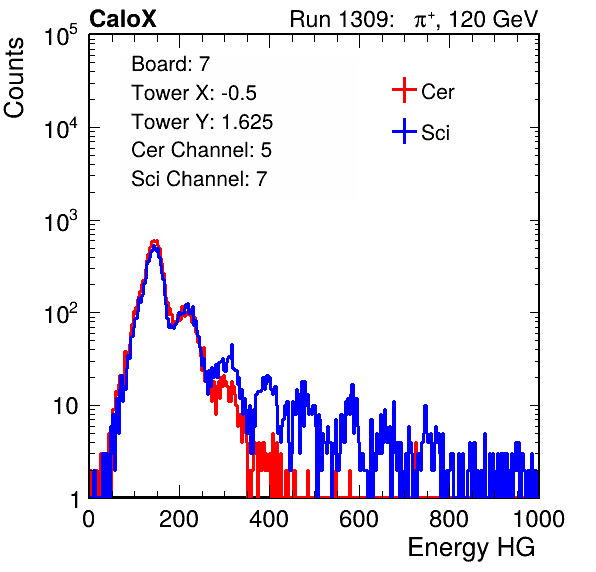 CaloX Run 1309: π⁺, 120 GeV
Counts
Board: 7
Tower X: -0.5
Tower Y: 1.625
Cer Channel: 5
Sci Channel: 7
Cer
Sci
10⁵
10⁴
10³
10²
10
1
0 200 400 600 800 1000
Energy HG